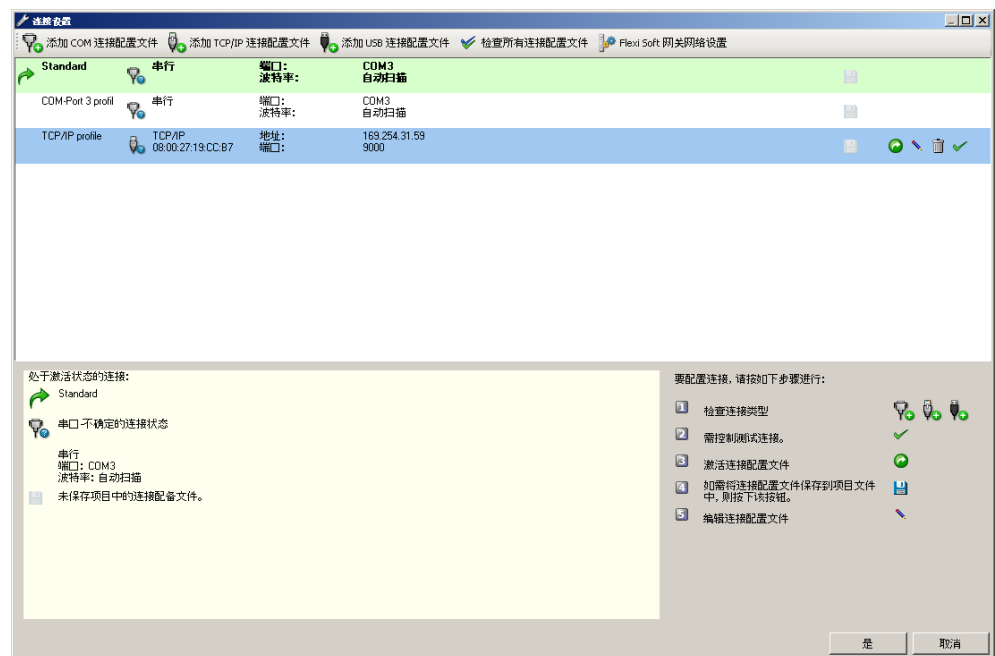 连接设置
添加 COM 连接配置文件 添加 TCP/IP 连接配置文件 添加 USB 连接配置文件 检查所有连接配置文件 Flexi Soft 网关网络设置
Standard 串行 端口: COM3
波特率: 自动扫描
COM-Port 3 profil 串行 端口: COM3
波特率: 自动扫描
TCP/IP profile TCP/IP 地址: 169.254.31.59
08:00:27:19:CC:B7 端口: 9000
处于激活状态的连接:
Standard
串口-不确定的连接状态
串行
端口: COM3
波特率: 自动扫描
未保存项目中的连接配备文件。
要配置连接, 请按如下步骤进行:
1 检查连接类型
2 需控制测试连接。
3 激活连接配置文件
4 如需将连接配置文件保存到项目文件
中, 则按下该按钮。
5 编辑连接配置文件
是 取消